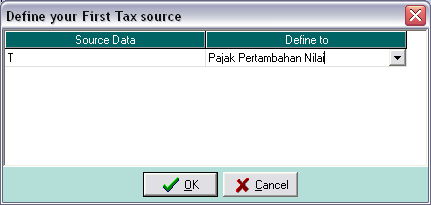 Define your First Tax source
Source Data Define to
T Pajak Pertambahan Nilai
OK Cancel